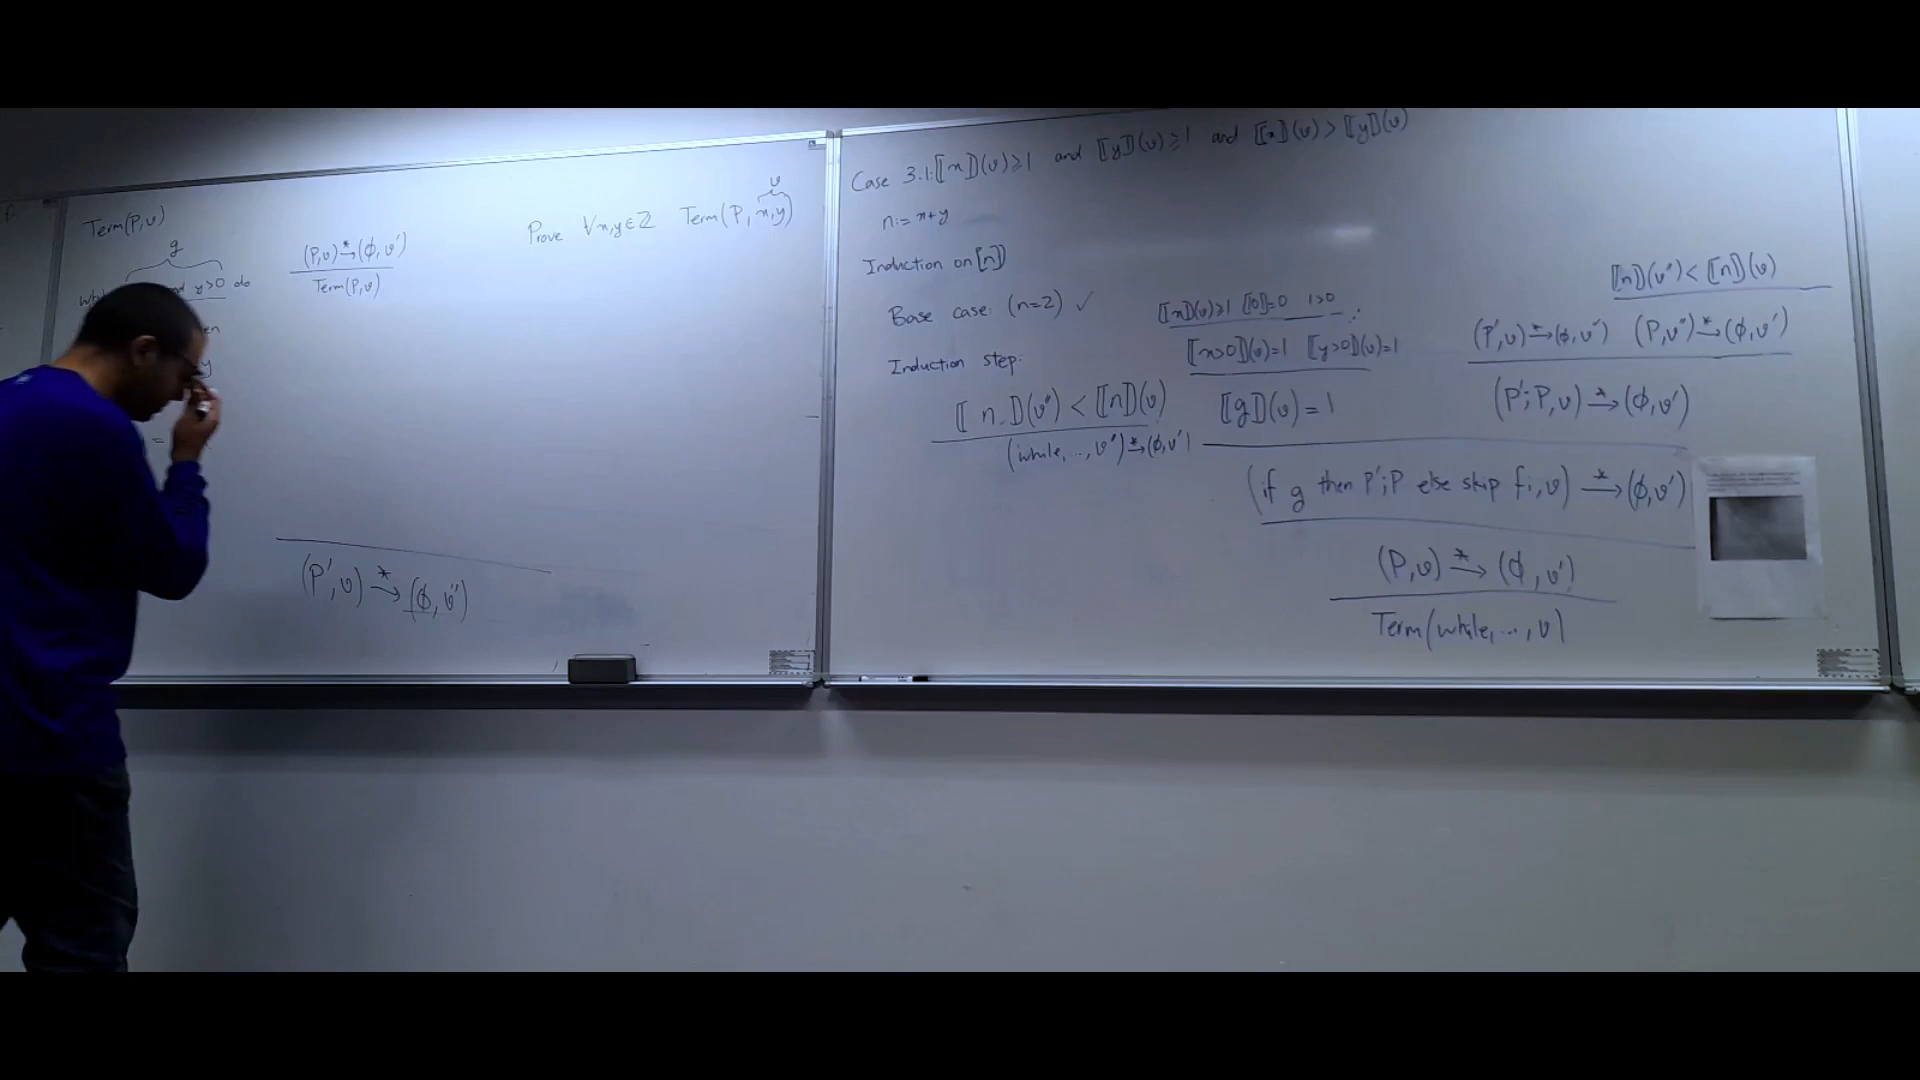 Term(P,υ)
g
y>0 do
en
y
=
(P,υ) →* (ϕ,υ')
Term(P,υ)
Prove ∀x,y∈ℤ Term(P, x,y)
υ
(P',υ) →* (ϕ,υ'')
Case 3.1: ⟦x⟧(υ)⩾1 and ⟦y⟧(υ)⩾1 and ⟦x⟧(υ) > ⟦y⟧(υ)
n:= x+y
Induction on ⟦n⟧
Base case: (n=2) ✓
Induction step:
⟦n⟧(υ'') < ⟦n⟧(υ)
(while,..., υ'') →* (ϕ,υ')
⟦x⟧(υ)⩾1 ⟦0⟧=0 1>0
⟦x>0⟧(υ)=1 ⟦y>0⟧(υ)=1
⟦g⟧(υ)=1
⟦n⟧(υ'') < ⟦n⟧(υ)
(P',υ) →* (ϕ,υ'') (P,υ'') →* (ϕ,υ')
(P';P,υ) →* (ϕ,υ')
(if g then P';P else skip fi,υ) →* (ϕ,υ')
(P,υ) →* (ϕ,υ')
Term(while,...,υ)